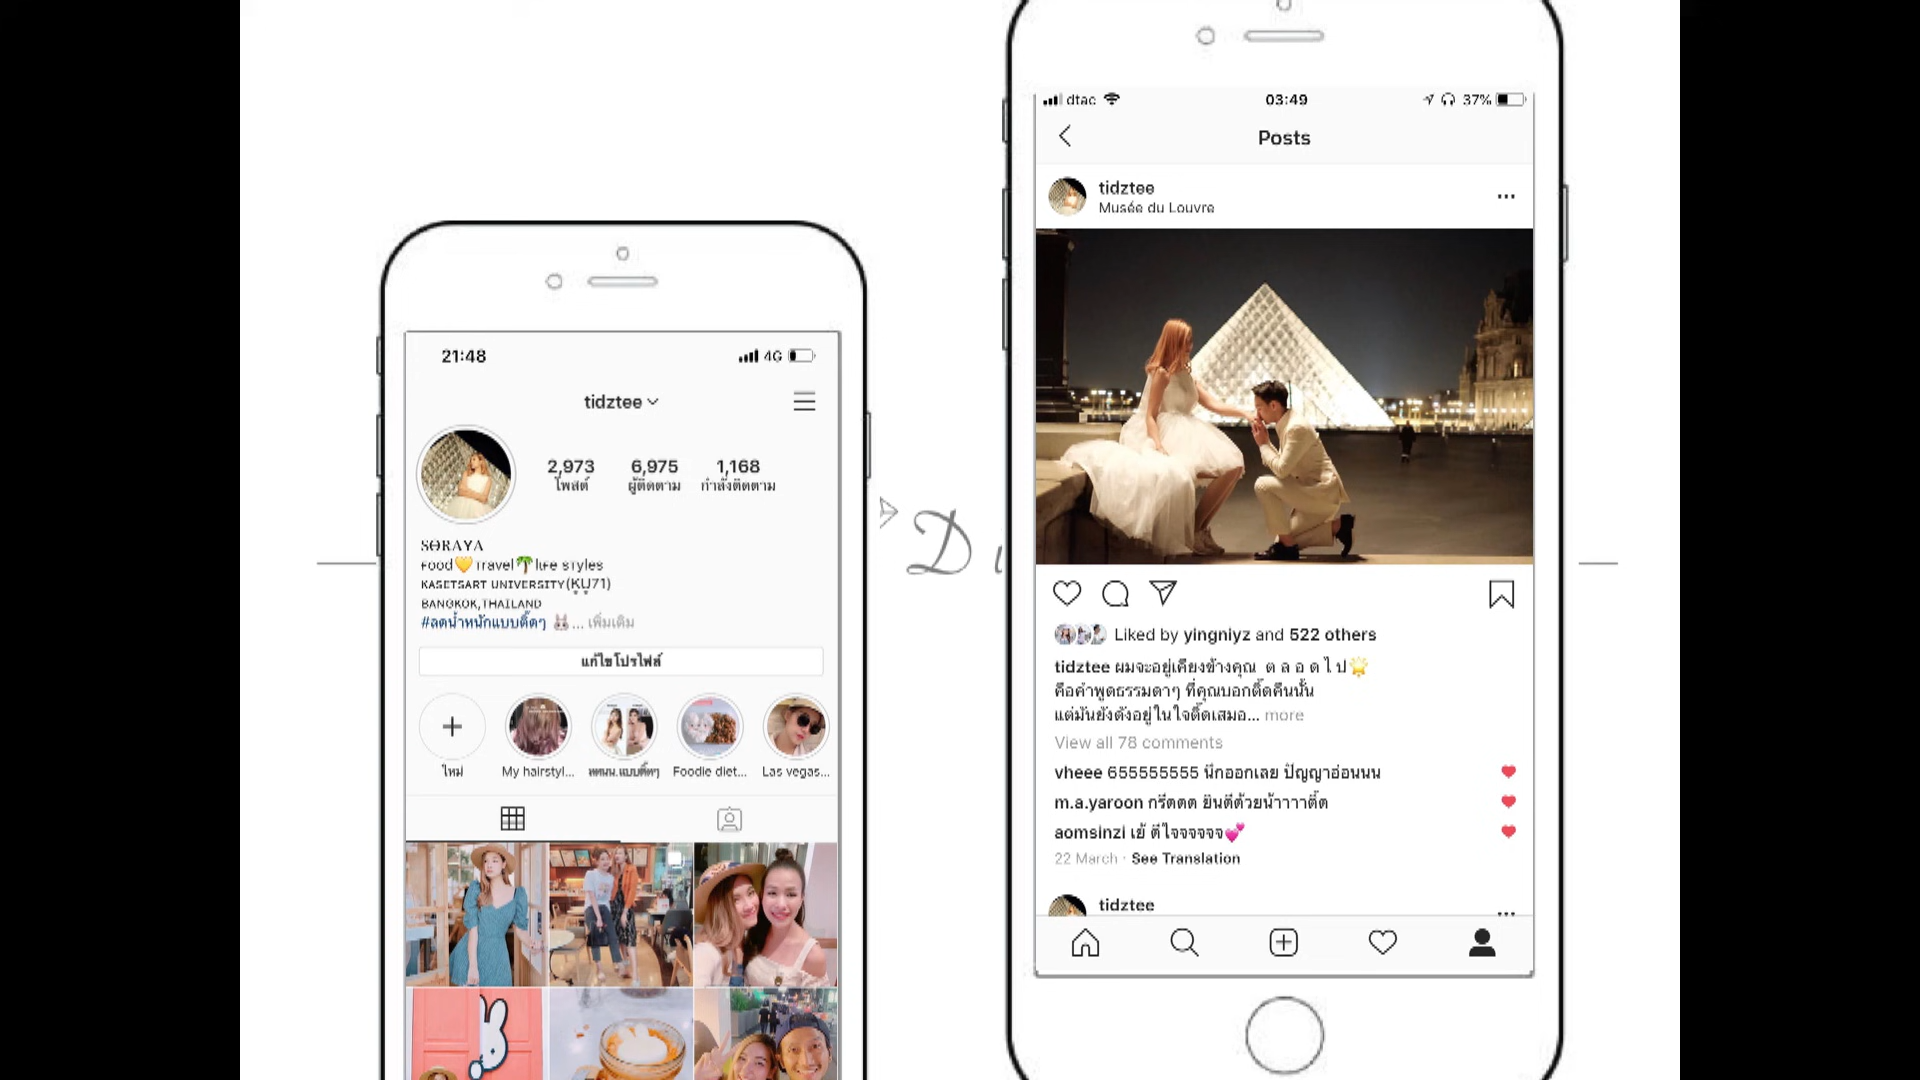 21:48
4G
tidztee
2,973
6,975
1,168
โพสต์
ผู้ติดตาม
กำลังติดตาม
SORAYA
Food💛Travel🌴life styles
KASETSART UNIVERSITY(KU71)
BANGKOK,THAILAND
#ลดน้ำหนักแบบติ๊ดๆ 🐰... เพิ่มเติม
แก้ไขโปรไฟล์
ใหม่
My hairstyl...
ลดนน.แบบติ๊ดๆ
Foodie diet...
Las vegas...
D
dtac
03:49
37%
Posts
tidztee
Musée du Louvre
Liked by yingniyz and 522 others
tidztee ผมจะอยู่เคียงข้างคุณ ต ล อ ด ไ ป🌟
คือคำพูดธรรมดาๆ ที่คุณบอกติ๊ดคืนนั้น
แต่มันยังดังอยู่ในใจติ๊ดเสมอ... more
View all 78 comments
vheee 655555555 นึกออกเลย ปัญญาอ่อนนน
m.a.yaroon กรี๊ดดด ยินดีด้วยน้าาาาติ๊ด
aomsinzi เย้ ดีใจจจจจจ💕
22 March · See Translation
tidztee